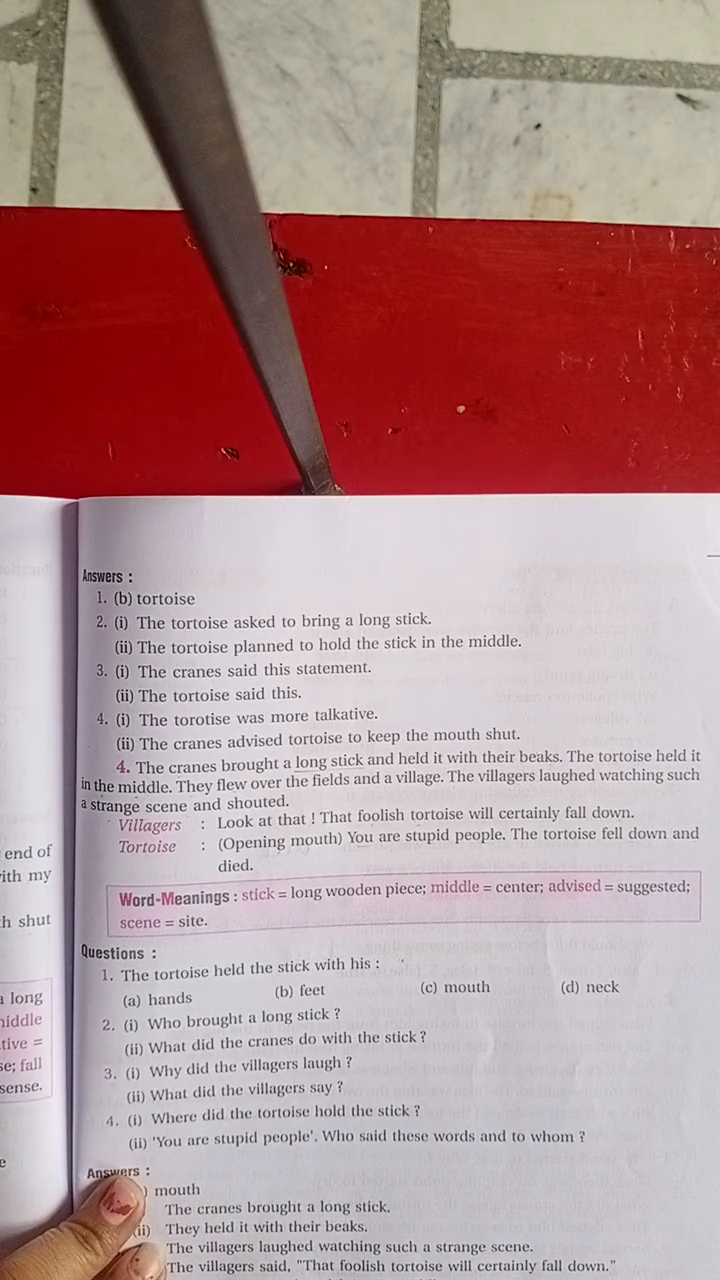 Answers :
1. (b) tortoise
2. (i) The tortoise asked to bring a long stick.
(ii) The tortoise planned to hold the stick in the middle.
3. (i) The cranes said this statement.
(ii) The tortoise said this.
4. (i) The torotise was more talkative.
(ii) The cranes advised tortoise to keep the mouth shut.
4. The cranes brought a long stick and held it with their beaks. The tortoise held it
in the middle. They flew over the fields and a village. The villagers laughed watching such
a strange scene and shouted.
Villagers : Look at that ! That foolish tortoise will certainly fall down.
Tortoise : (Opening mouth) You are stupid people. The tortoise fell down and
died.
Word-Meanings : stick = long wooden piece; middle = center; advised = suggested;
scene = site.
Questions :
1. The tortoise held the stick with his :
(a) hands (b) feet (c) mouth (d) neck
2. (i) Who brought a long stick ?
(ii) What did the cranes do with the stick ?
3. (i) Why did the villagers laugh ?
(ii) What did the villagers say ?
4. (i) Where did the tortoise hold the stick ?
(ii) 'You are stupid people'. Who said these words and to whom ?
Answers :
) mouth
The cranes brought a long stick.
ii) They held it with their beaks.
The villagers laughed watching such a strange scene.
The villagers said, "That foolish tortoise will certainly fall down."
end of
ith my
h shut
a long
middle
tive =
se; fall
sense.
e